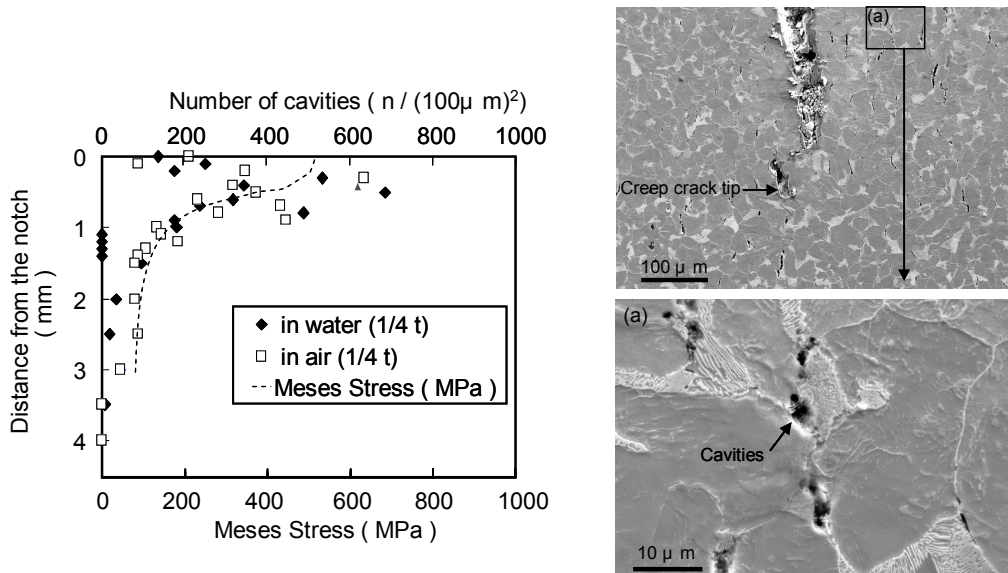 Number of cavities ( n / (100μ m)²)
0 200 400 600 800 1000
Distance from the notch
( mm )
0
1
2
3
4
in water (1/4 t)
in air (1/4 t)
Meses Stress ( MPa )
0 200 400 600 800 1000
Meses Stress ( MPa )
(a)
Creep crack tip
100 μ m
(a)
Cavities
10 μ m